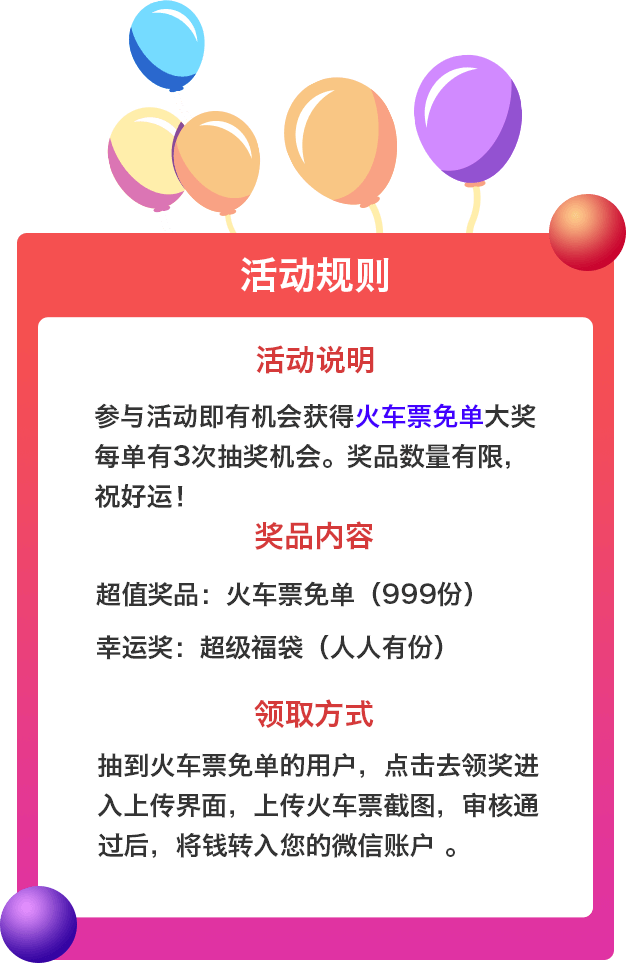 活动规则
活动说明
参与活动即有机会获得火车票免单大奖
每单有3次抽奖机会。奖品数量有限，
祝好运！
奖品内容
超值奖品：火车票免单（999份）
幸运奖：超级福袋（人人有份）
领取方式
抽到火车票免单的用户，点击去领奖进
入上传界面，上传火车票截图，审核通
过后，将钱转入您的微信账户 。